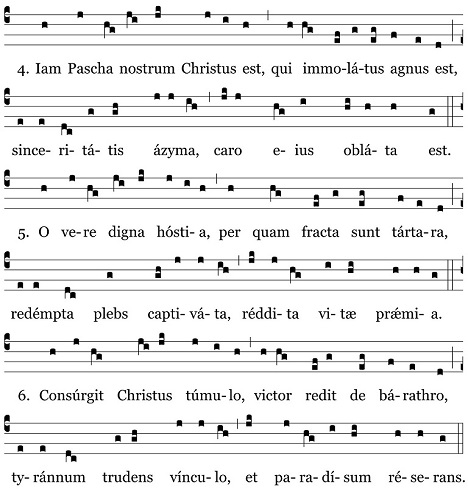 4. Iam Pascha nostrum Christus est, qui immo-lá-tus agnus est,
since-ri-tá-tis ázyma, caro e-ius oblá-ta est.
5. O ve-re digna hósti-a, per quam fracta sunt tárta-ra,
redémpta plebs capti-vá-ta, réddi-ta vi-tæ prǽmi-a.
6. Consúrgit Christus túmu-lo, victor redit de bá-rathro,
ty-ránnum trudens víncu-lo, et pa-ra-dí-sum ré-se-rans.